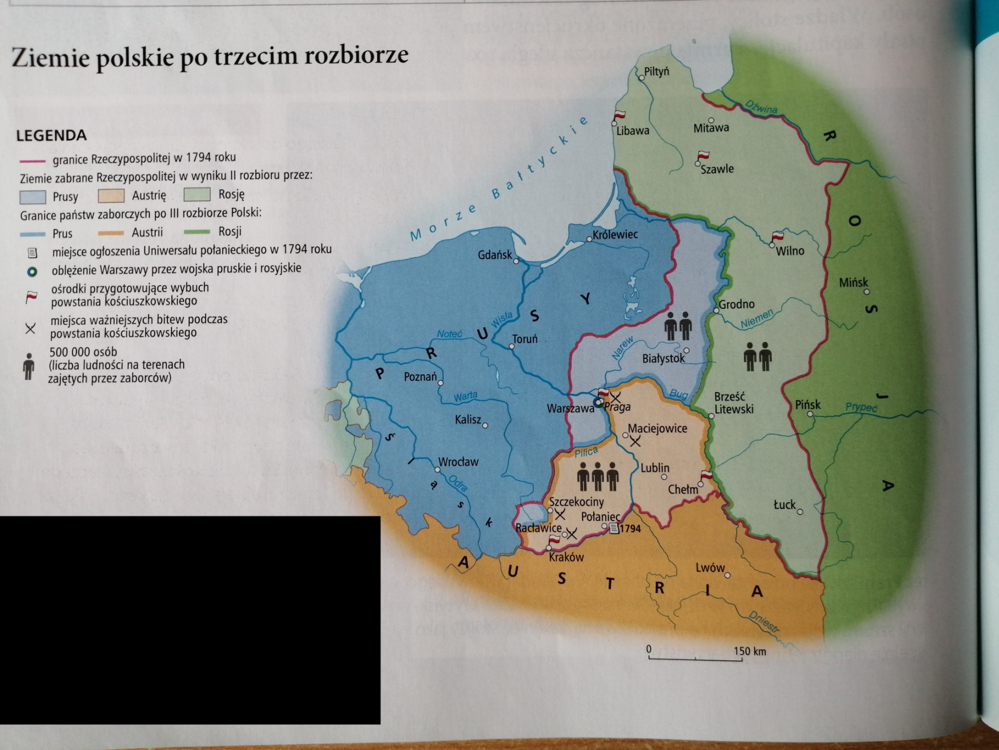 Ziemie polskie po trzecim rozbiorze
LEGENDA
granice Rzeczypospolitej w 1794 roku
Ziemie zabrane Rzeczypospolitej w wyniku II rozbioru przez:
Prusy Austrię Rosję
Granice państw zaborczych po III rozbiorze Polski:
Prus Austrii Rosji
miejsce ogłoszenia Uniwersału połanieckiego w 1794 roku
oblężenie Warszawy przez wojska pruskie i rosyjskie
ośrodki przygotowujące wybuch
powstania kościuszkowskiego
miejsca ważniejszych bitew podczas
powstania kościuszkowskiego
500 000 osób
(liczba ludności na terenach
zajętych przez zaborców)
Piltyń
Dźwina
Libawa
Mitawa
Szawle
Morze Bałtyckie
ROSJA
Królewiec
Gdańsk
Wilno
Mińsk
Grodno
Niemen
PRUSY
Wisła
Noteć
Toruń
Narew
Białystok
Poznań
Warta
Bug
Brześć
Litewski
Pińsk
Prypeć
Warszawa
Praga
Kalisz
Maciejowice
Pilica
Śląsk
Wrocław
Odra
Lublin
Chełm
Szczekociny
Połaniec
1794
Łuck
Racławice
Kraków
AUSTRIA
Lwów
Dniestr
0 150 km